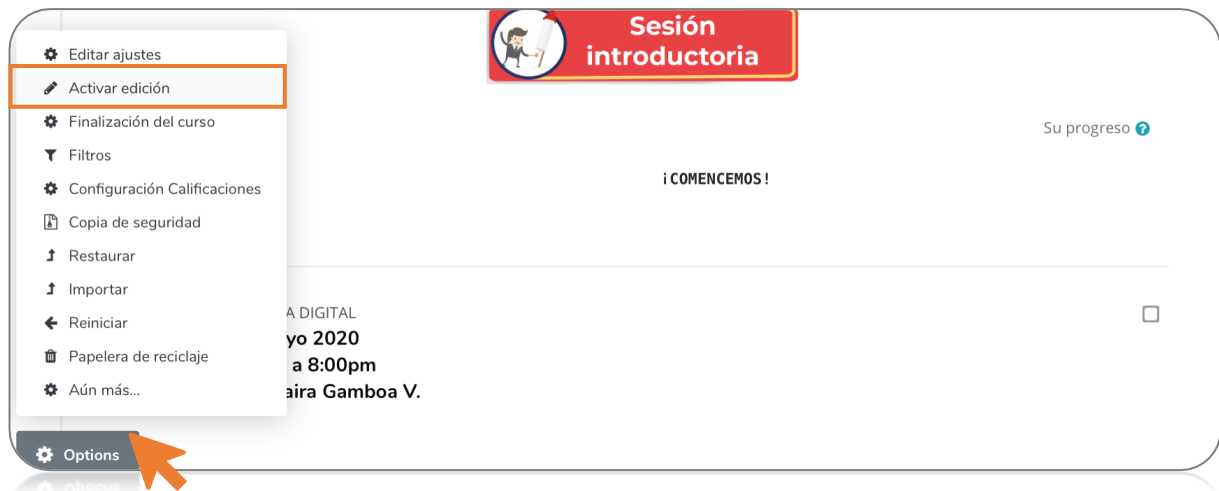 Sesión
introductoria
Editar ajustes
Activar edición
Finalización del curso
Filtros
Configuración Calificaciones
Copia de seguridad
Restaurar
Importar
Reiniciar
Papelera de reciclaje
Aún más...
Options
Su progreso
¡COMENCEMOS!
A DIGITAL
yo 2020
a 8:00pm
aira Gamboa V.